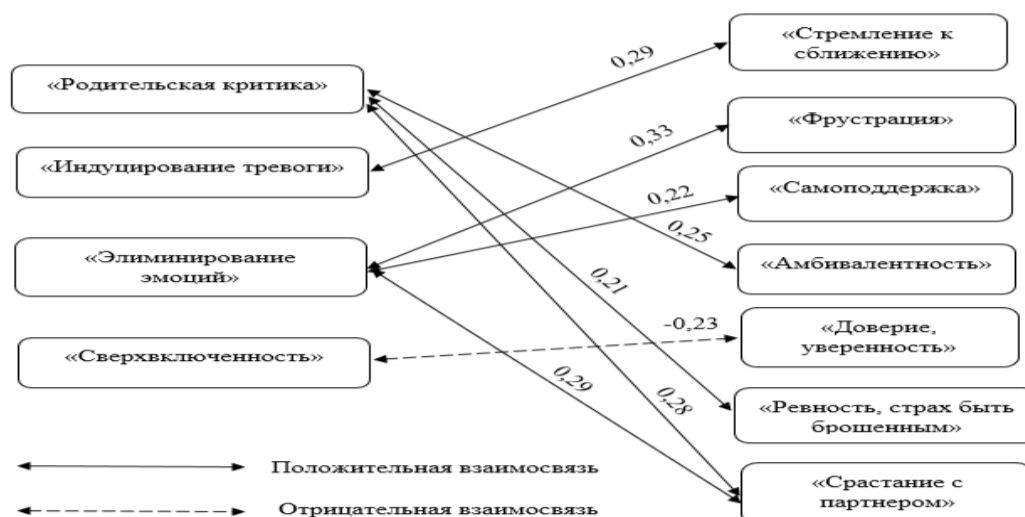 «Стремление к
сближению»
0,29
«Родительская критика»
«Фрустрация»
0,33
«Индуцирование тревоги»
«Самоподдержка»
0,22
0,25
«Элиминирование
эмоций»
«Амбивалентность»
0,21
-0,23
«Доверие,
уверенность»
«Сверхвключенность»
0,29
0,28
«Ревность, страх быть
брошенным»
Положительная взаимосвязь
«Срастание с
партнером»
Отрицательная взаимосвязь